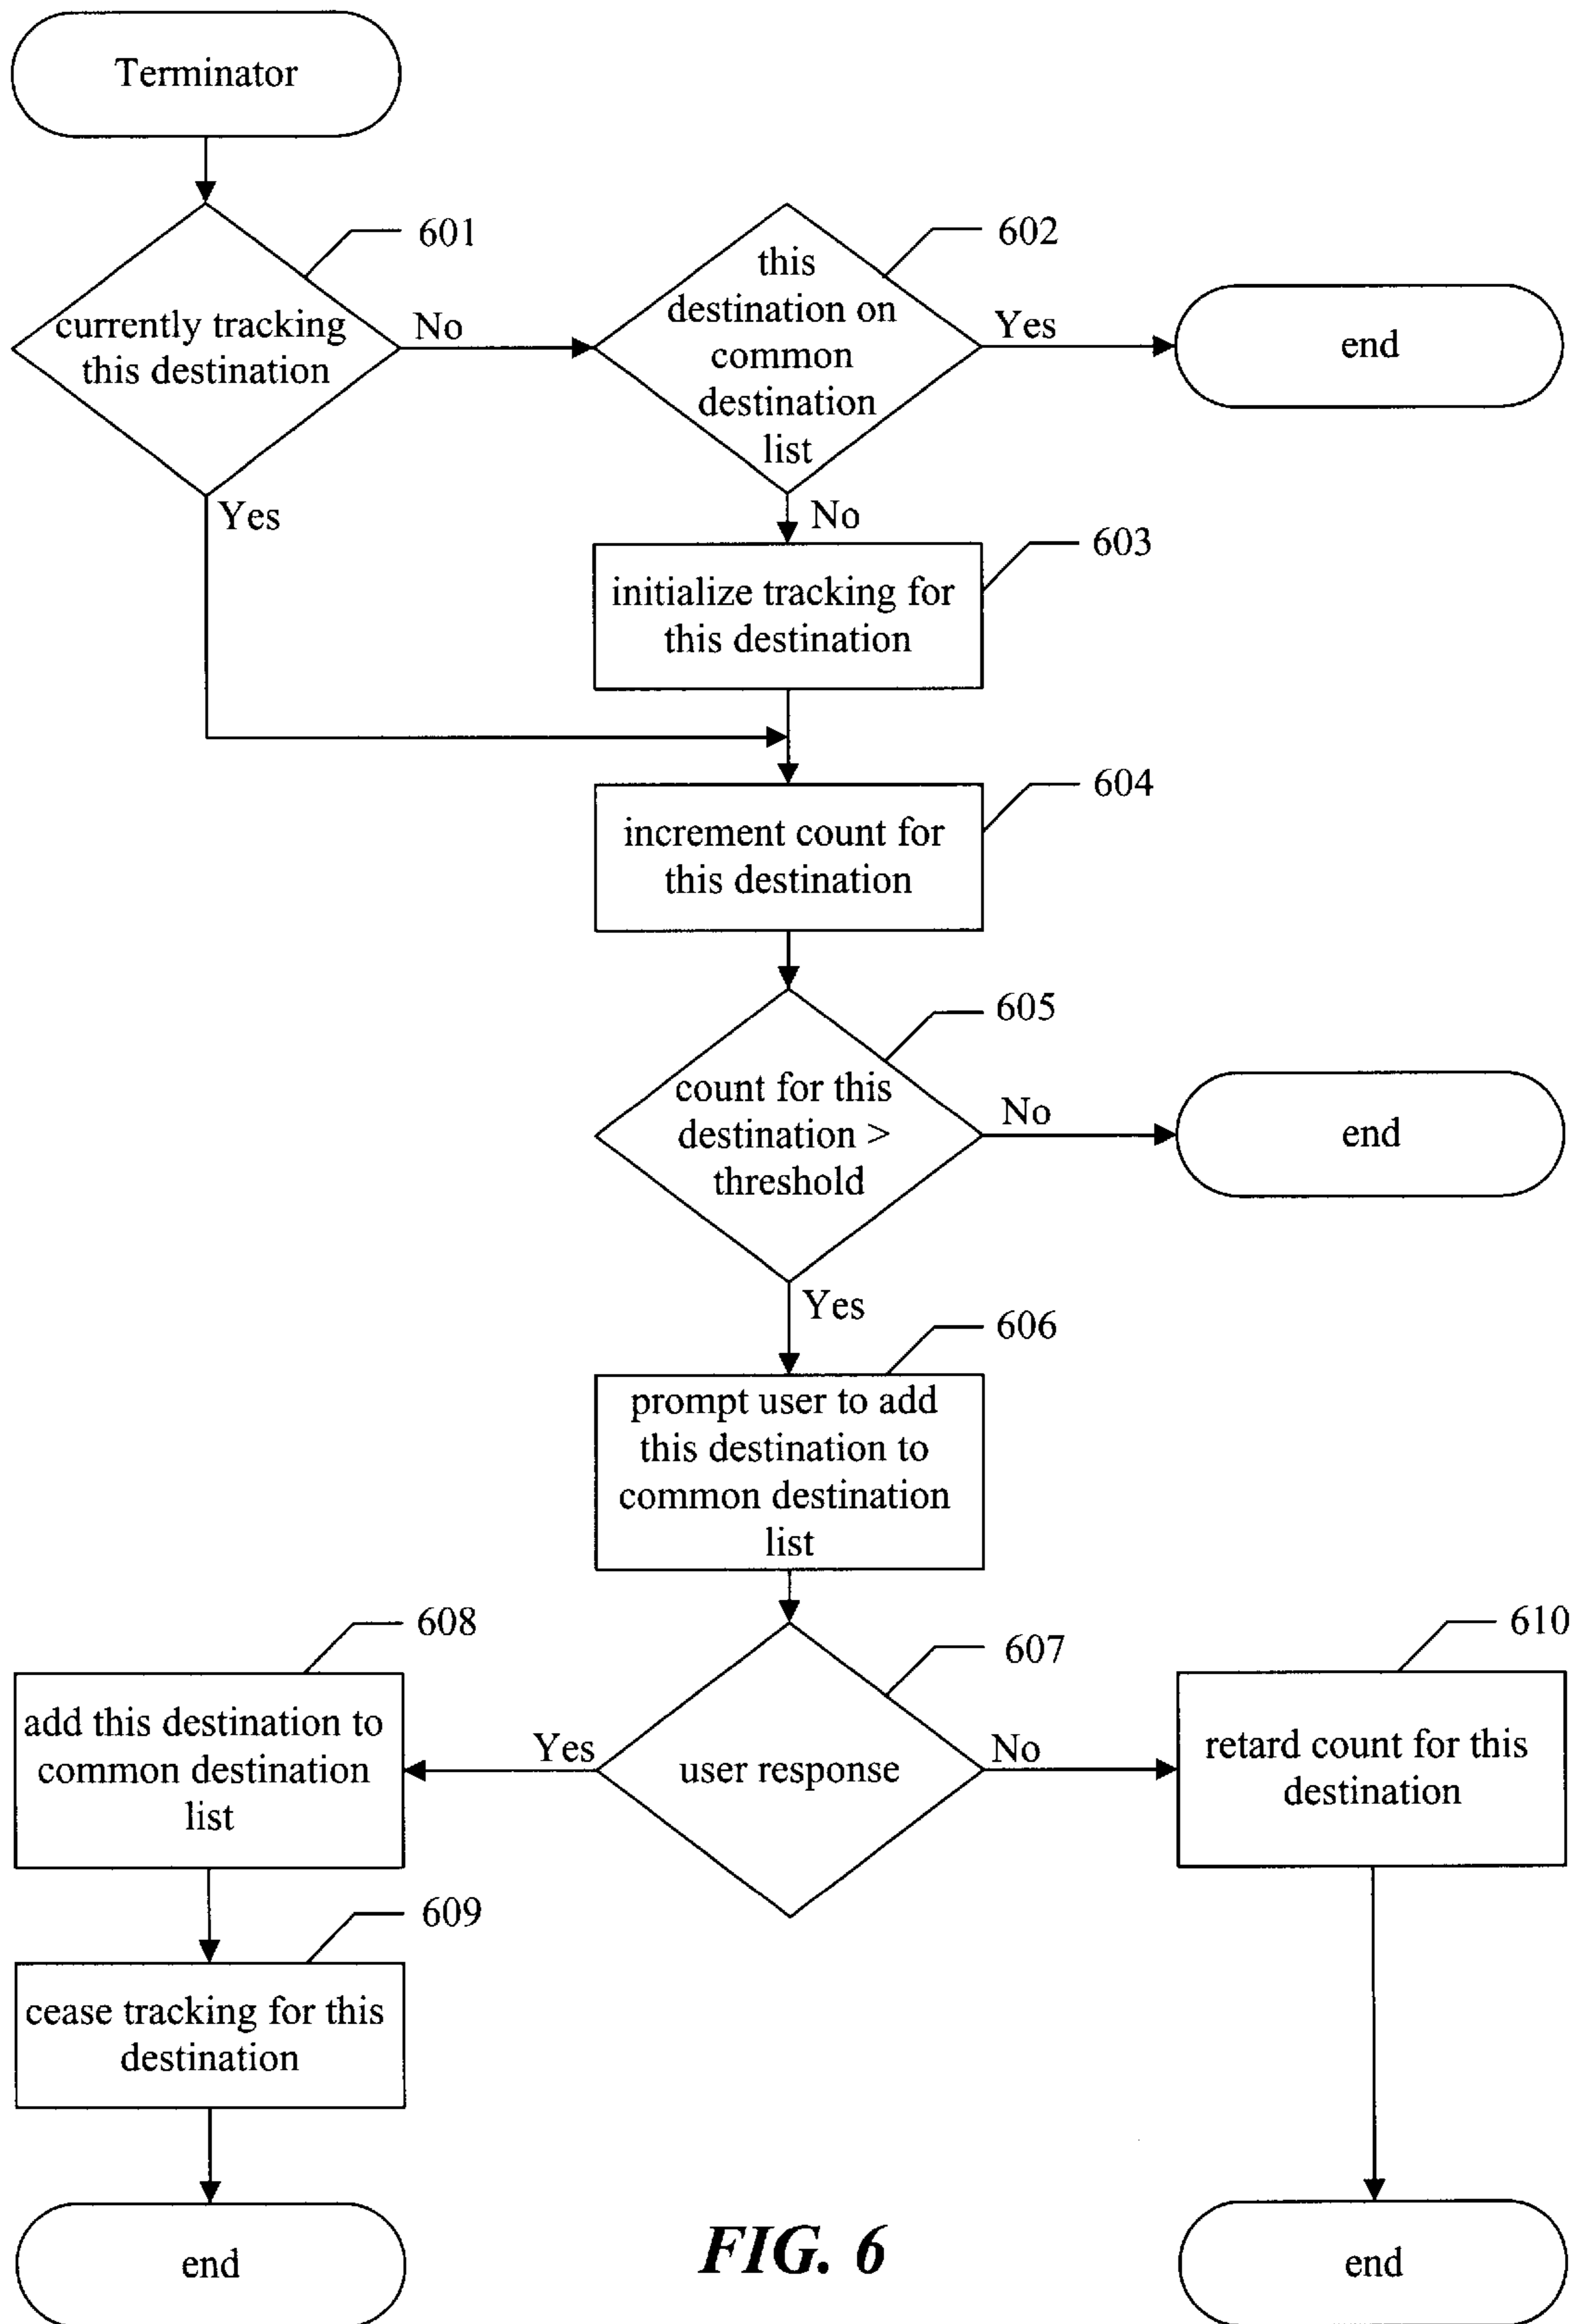 Terminator
601
currently tracking
this destination
No
602
this
destination on
common
destination
list
Yes
end
Yes
No
603
initialize tracking for
this destination
604
increment count for
this destination
605
count for this
destination >
threshold
No
end
Yes
606
prompt user to add
this destination to
common destination
list
607
user response
Yes
608
add this destination to
common destination
list
No
610
retard count for this
destination
609
cease tracking for this
destination
end
end
FIG. 6